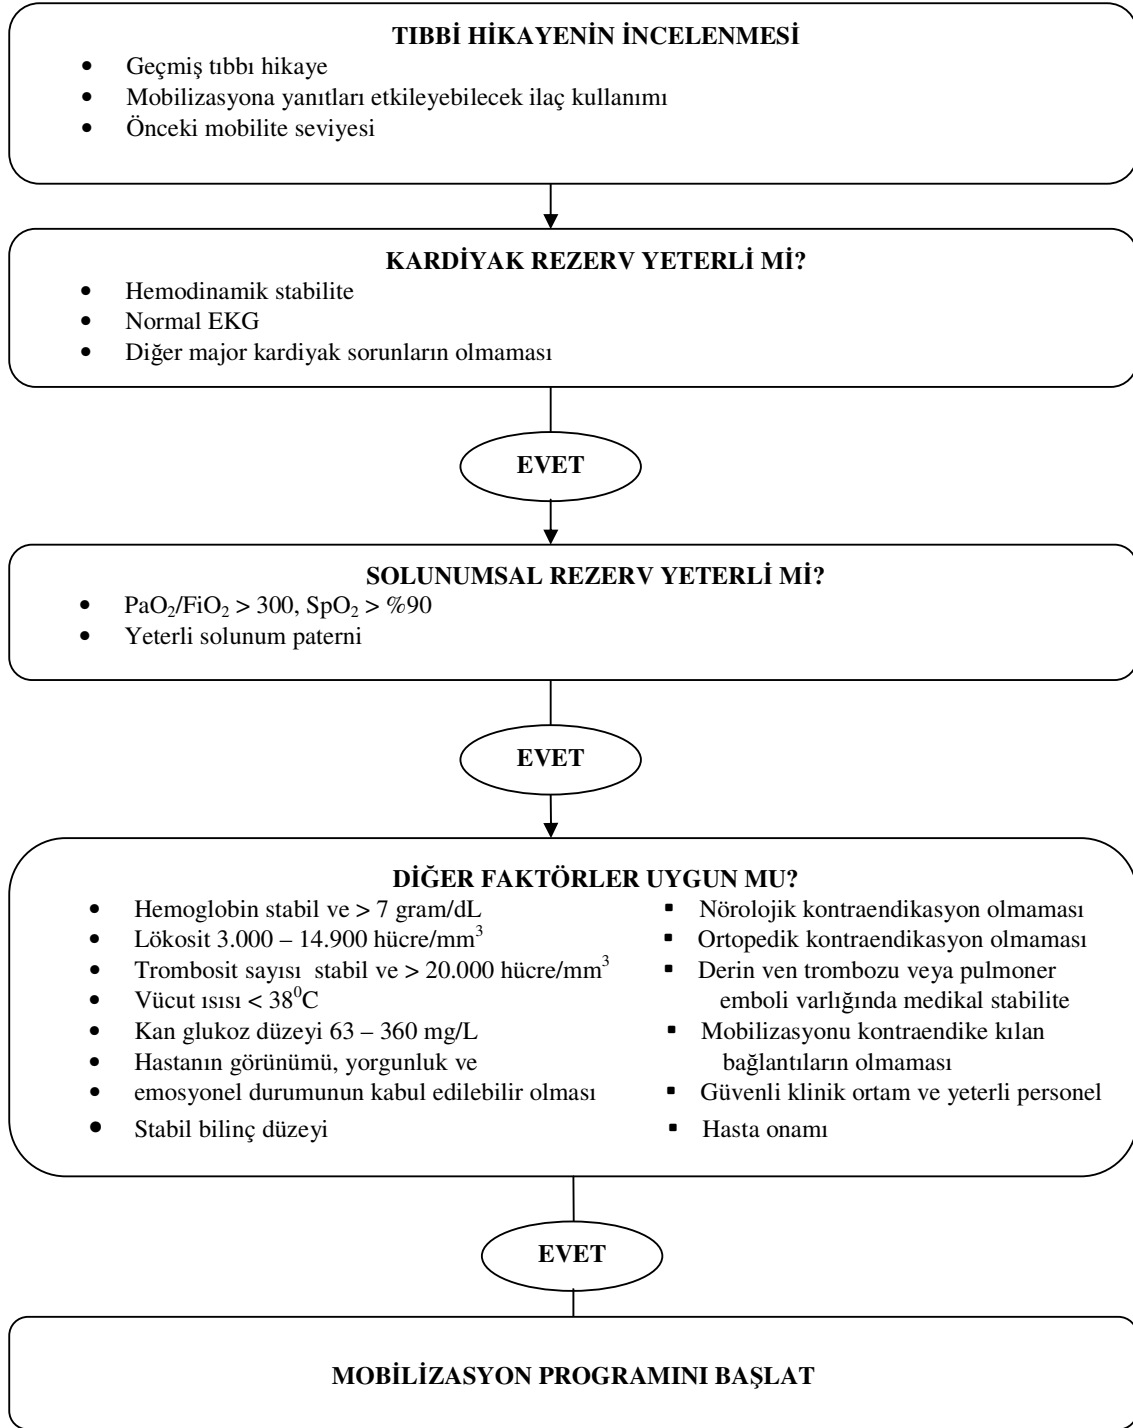 TIBBİ HİKAYENİN İNCELENMESİ
• Geçmiş tıbbı hikaye
• Mobilizasyona yanıtları etkileyebilecek ilaç kullanımı
• Önceki mobilite seviyesi
KARDİYAK REZERV YETERLİ Mİ?
• Hemodinamik stabilite
• Normal EKG
• Diğer major kardiyak sorunların olmaması
EVET
SOLUNUMSAL REZERV YETERLİ Mİ?
• PaO₂/FiO₂ > 300, SpO₂ > %90
• Yeterli solunum paterni
EVET
DİĞER FAKTÖRLER UYGUN MU?
• Hemoglobin stabil ve > 7 gram/dL
• Lökosit 3.000 – 14.900 hücre/mm³
• Trombosit sayısı stabil ve > 20.000 hücre/mm³
• Vücut ısısı < 38⁰C
• Kan glukoz düzeyi 63 – 360 mg/L
• Hastanın görünümü, yorgunluk ve
• emosyonel durumunun kabul edilebilir olması
• Stabil bilinç düzeyi
▪ Nörolojik kontraendikasyon olmaması
▪ Ortopedik kontraendikasyon olmaması
▪ Derin ven trombozu veya pulmoner
emboli varlığında medikal stabilite
▪ Mobilizasyonu kontraendike kılan
bağlantıların olmaması
▪ Güvenli klinik ortam ve yeterli personel
▪ Hasta onamı
EVET
MOBİLİZASYON PROGRAMINI BAŞLAT